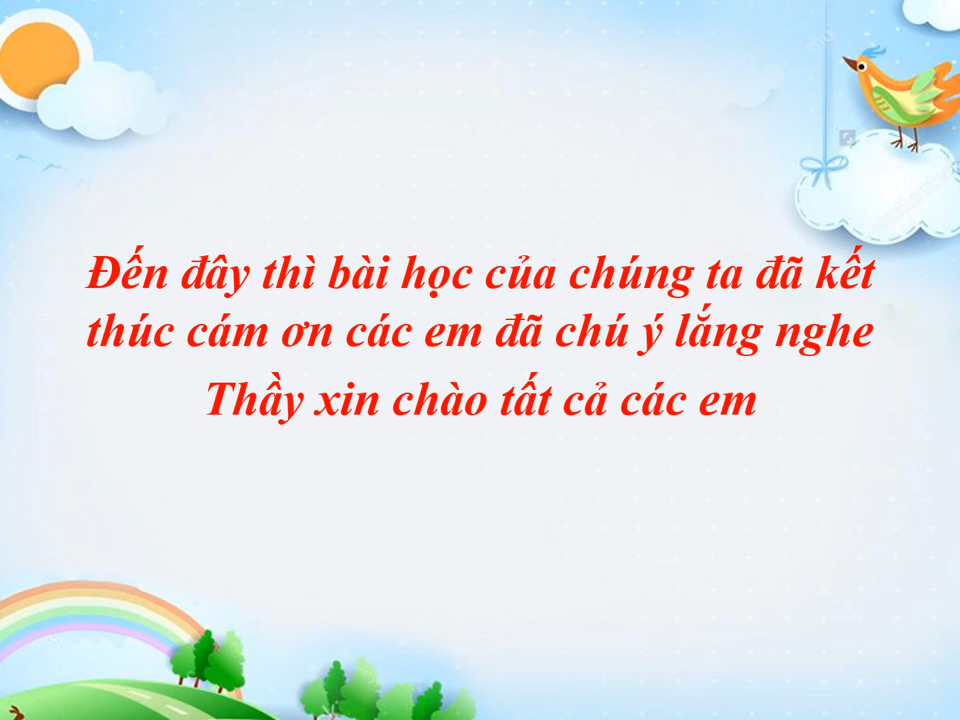 Đến đây thì bài học của chúng ta đã kết
thúc cám ơn các em đã chú ý lắng nghe
Thầy xin chào tất cả các em